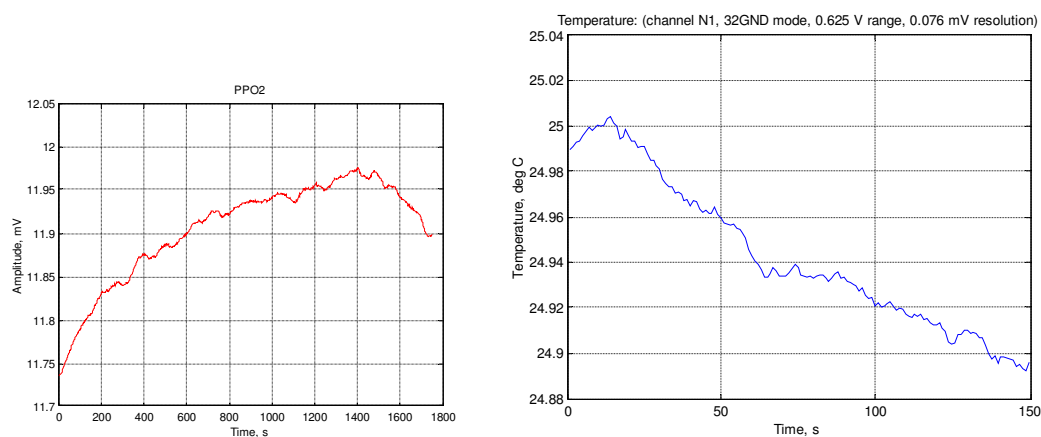 PPO2
12.05
12
11.95
11.9
11.85
11.8
11.75
11.7
Amplitude, mV
0 200 400 600 800 1000 1200 1400 1600 1800
Time, s
Temperature: (channel N1, 32GND mode, 0.625 V range, 0.076 mV resolution)
25.04
25.02
25
24.98
24.96
24.94
24.92
24.9
24.88
Temperature, deg C
0 50 100 150
Time, s